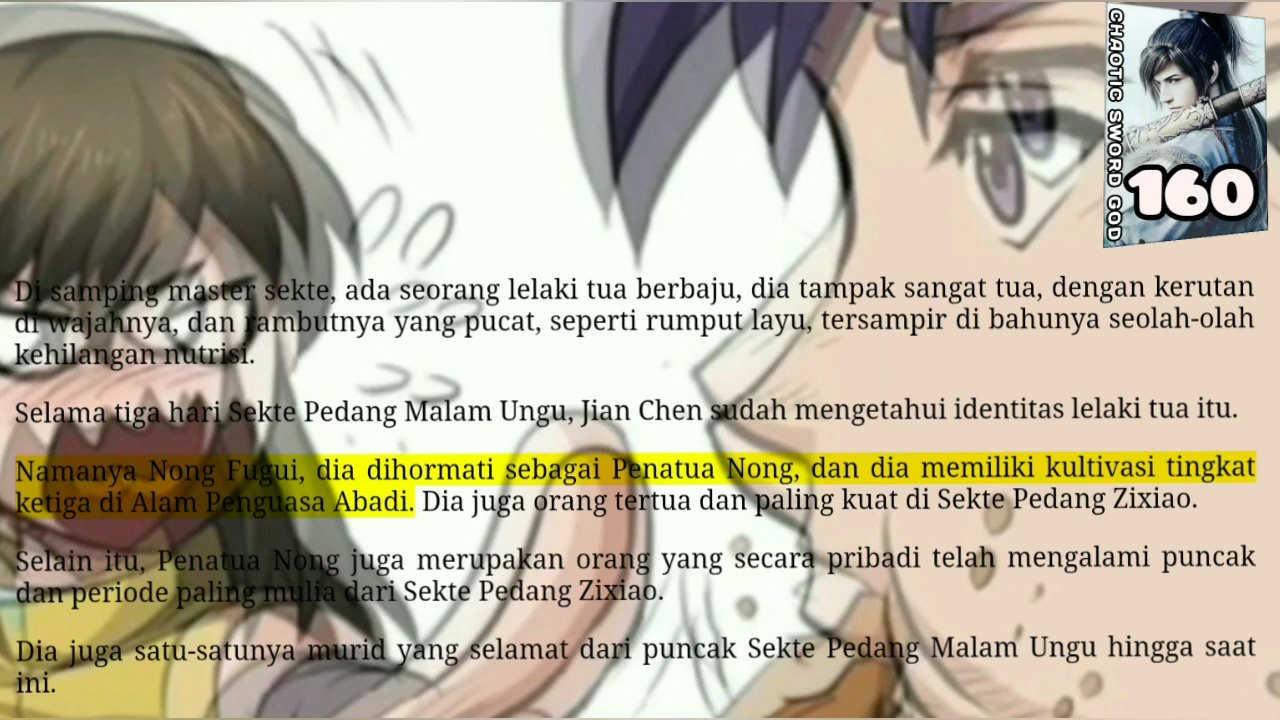 CHAOTIC SWORD GOD
160
Di samping master sekte, ada seorang lelaki tua berbaju, dia tampak sangat tua, dengan kerutan
di wajahnya, dan rambutnya yang pucat, seperti rumput layu, tersampir di bahunya seolah-olah
kehilangan nutrisi.
Selama tiga hari Sekte Pedang Malam Ungu, Jian Chen sudah mengetahui identitas lelaki tua itu.
Namanya Nong Fugui, dia dihormati sebagai Penatua Nong, dan dia memiliki kultivasi tingkat
ketiga di Alam Penguasa Abadi. Dia juga orang tertua dan paling kuat di Sekte Pedang Zixiao.
Selain itu, Penatua Nong juga merupakan orang yang secara pribadi telah mengalami puncak
dan periode paling mulia dari Sekte Pedang Zixiao.
Dia juga satu-satunya murid yang selamat dari puncak Sekte Pedang Malam Ungu hingga saat
ini.